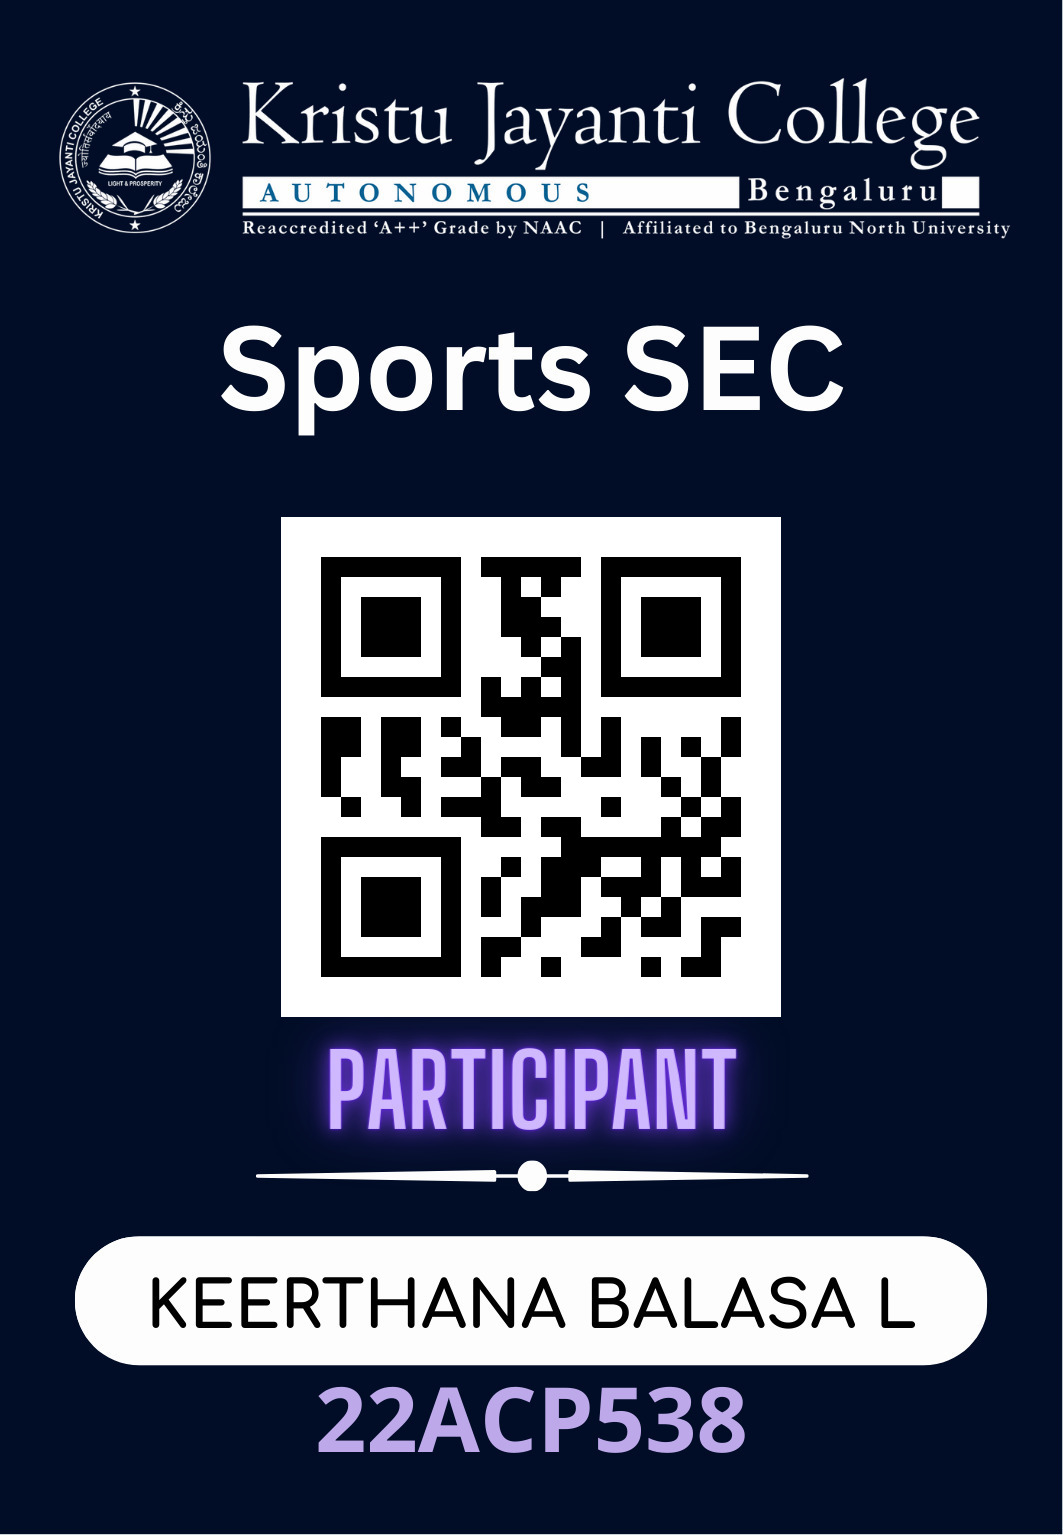 KRISTU JAYANTI COLLEGE
ಕ್ರಿಸ್ತು ಜಯಂತಿ ಕಾಲೇಜು
LIGHT & PROSPERITY
Kristu Jayanti College
AUTONOMOUS Bengaluru
Reaccredited ‘A++’ Grade by NAAC | Affiliated to Bengaluru North University
Sports SEC
PARTICIPANT
KEERTHANA BALASA L
22ACP538